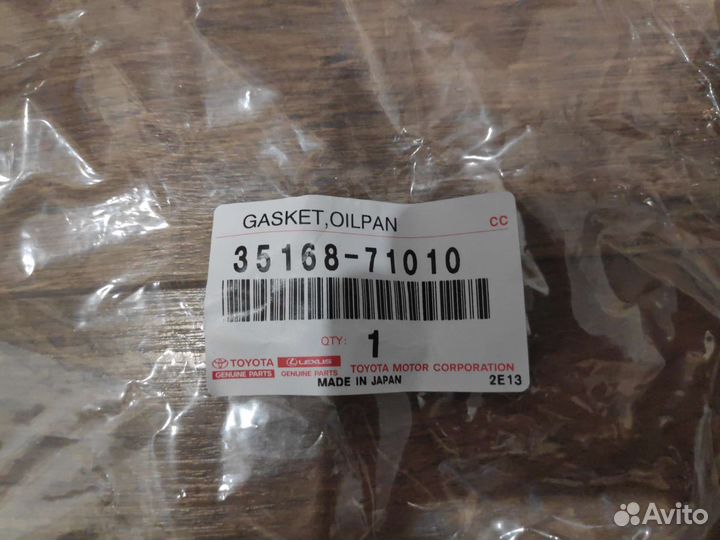 GASKET,OILPAN CC
35168-71010
QTY: 1
TOYOTA LEXUS TOYOTA MOTOR CORPORATION
GENUINE PARTS GENUINE PARTS
MADE IN JAPAN 2E13
Avito